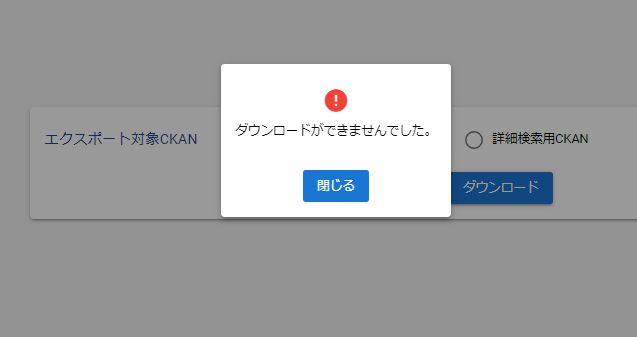 ダウンロードができませんでした。
エクスポート対象CKAN
詳細検索用CKAN
閉じる
ダウンロード